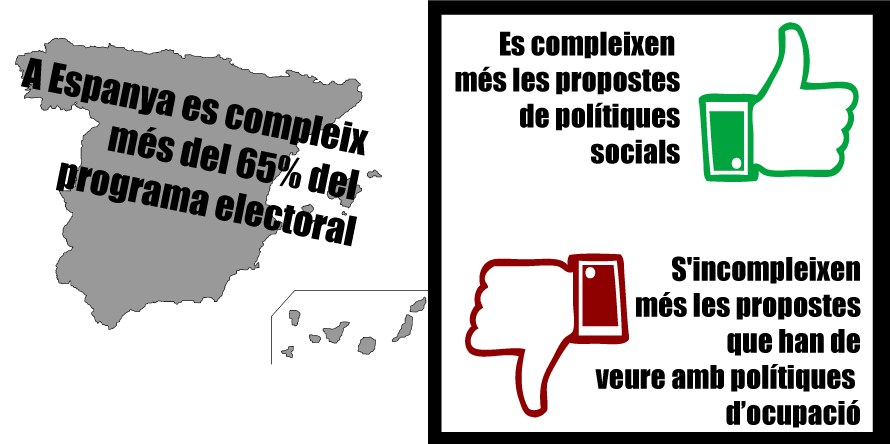 A Espanya es compleix
més del 65% del
programa electoral
Es compleixen
més les propostes
de polítiques
socials
S'incompleixen
més les propostes
que han de
veure amb polítiques
d’ocupació